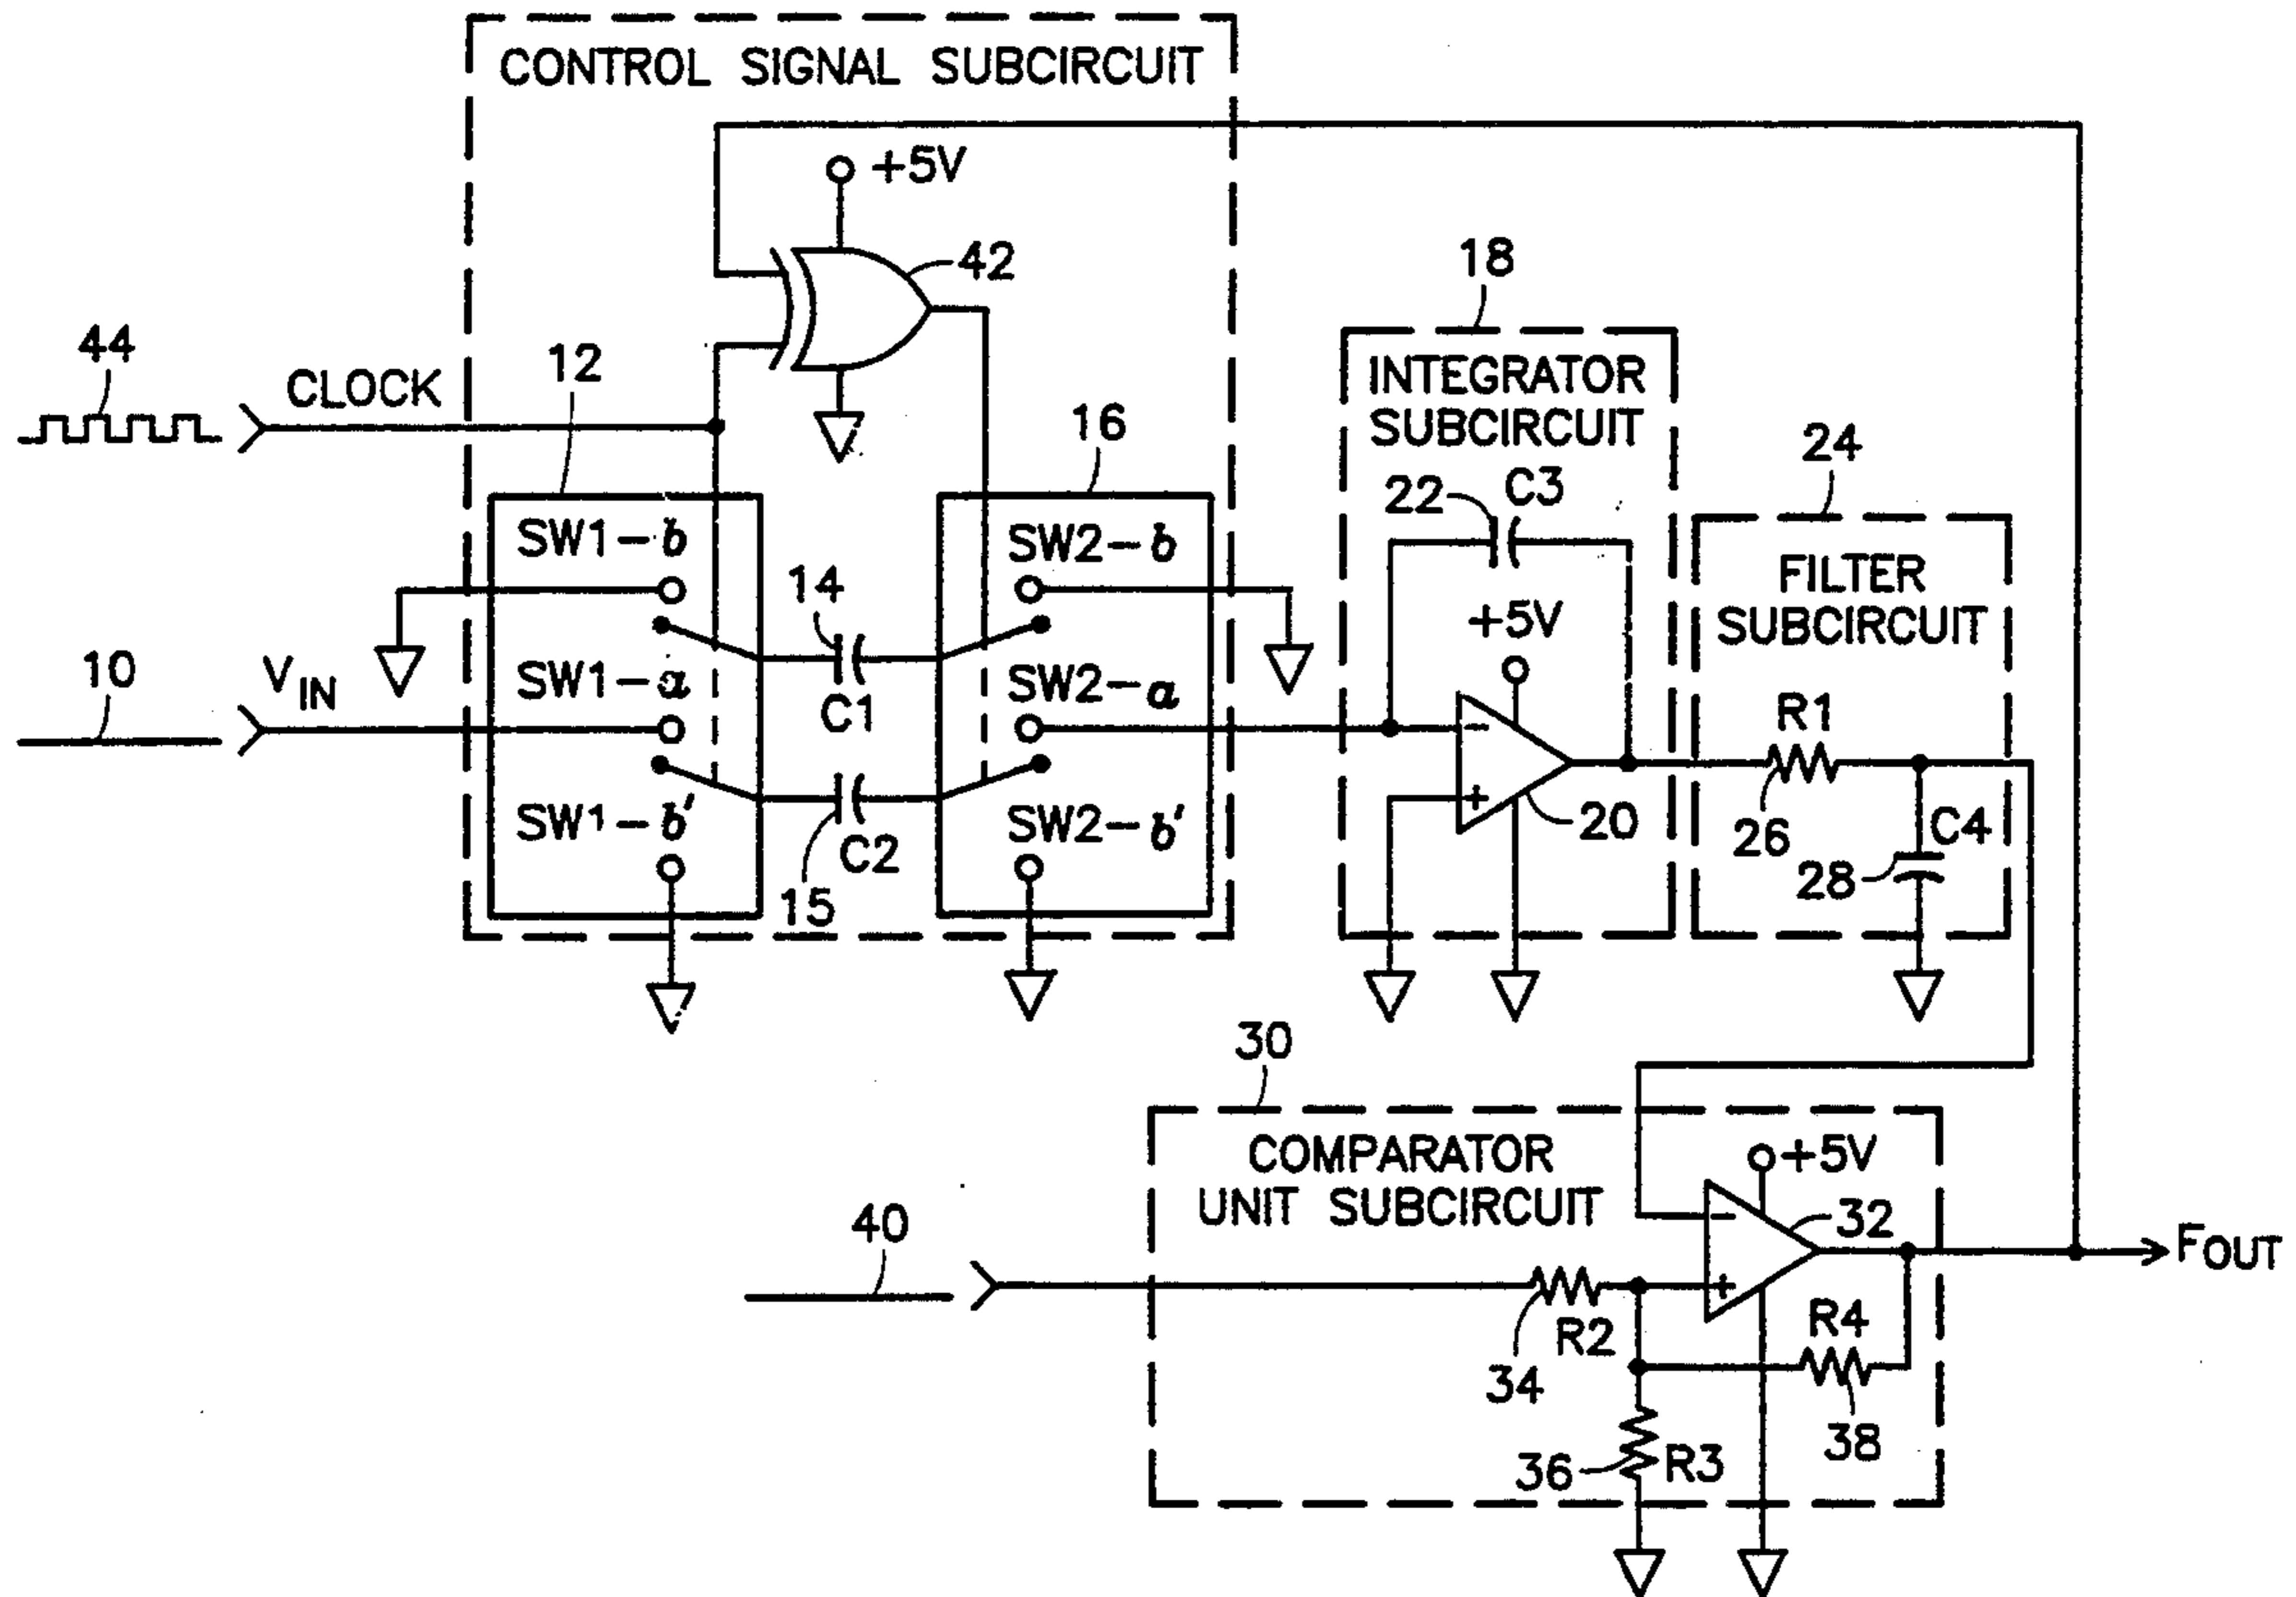 CONTROL SIGNAL SUBCIRCUIT
+5V
42
18
44
CLOCK
12
16
INTEGRATOR
SUBCIRCUIT
24
22
C3
FILTER
SUBCIRCUIT
SW1-b
SW2-b
14
+5V
10
VIN
SW1-a
C1
SW2-a
R1
SW1-b'
C2
SW2-b'
20
26
C4
28
15
30
COMPARATOR
UNIT SUBCIRCUIT
+5V
40
32
FOUT
R2
R4
34
38
36
R3